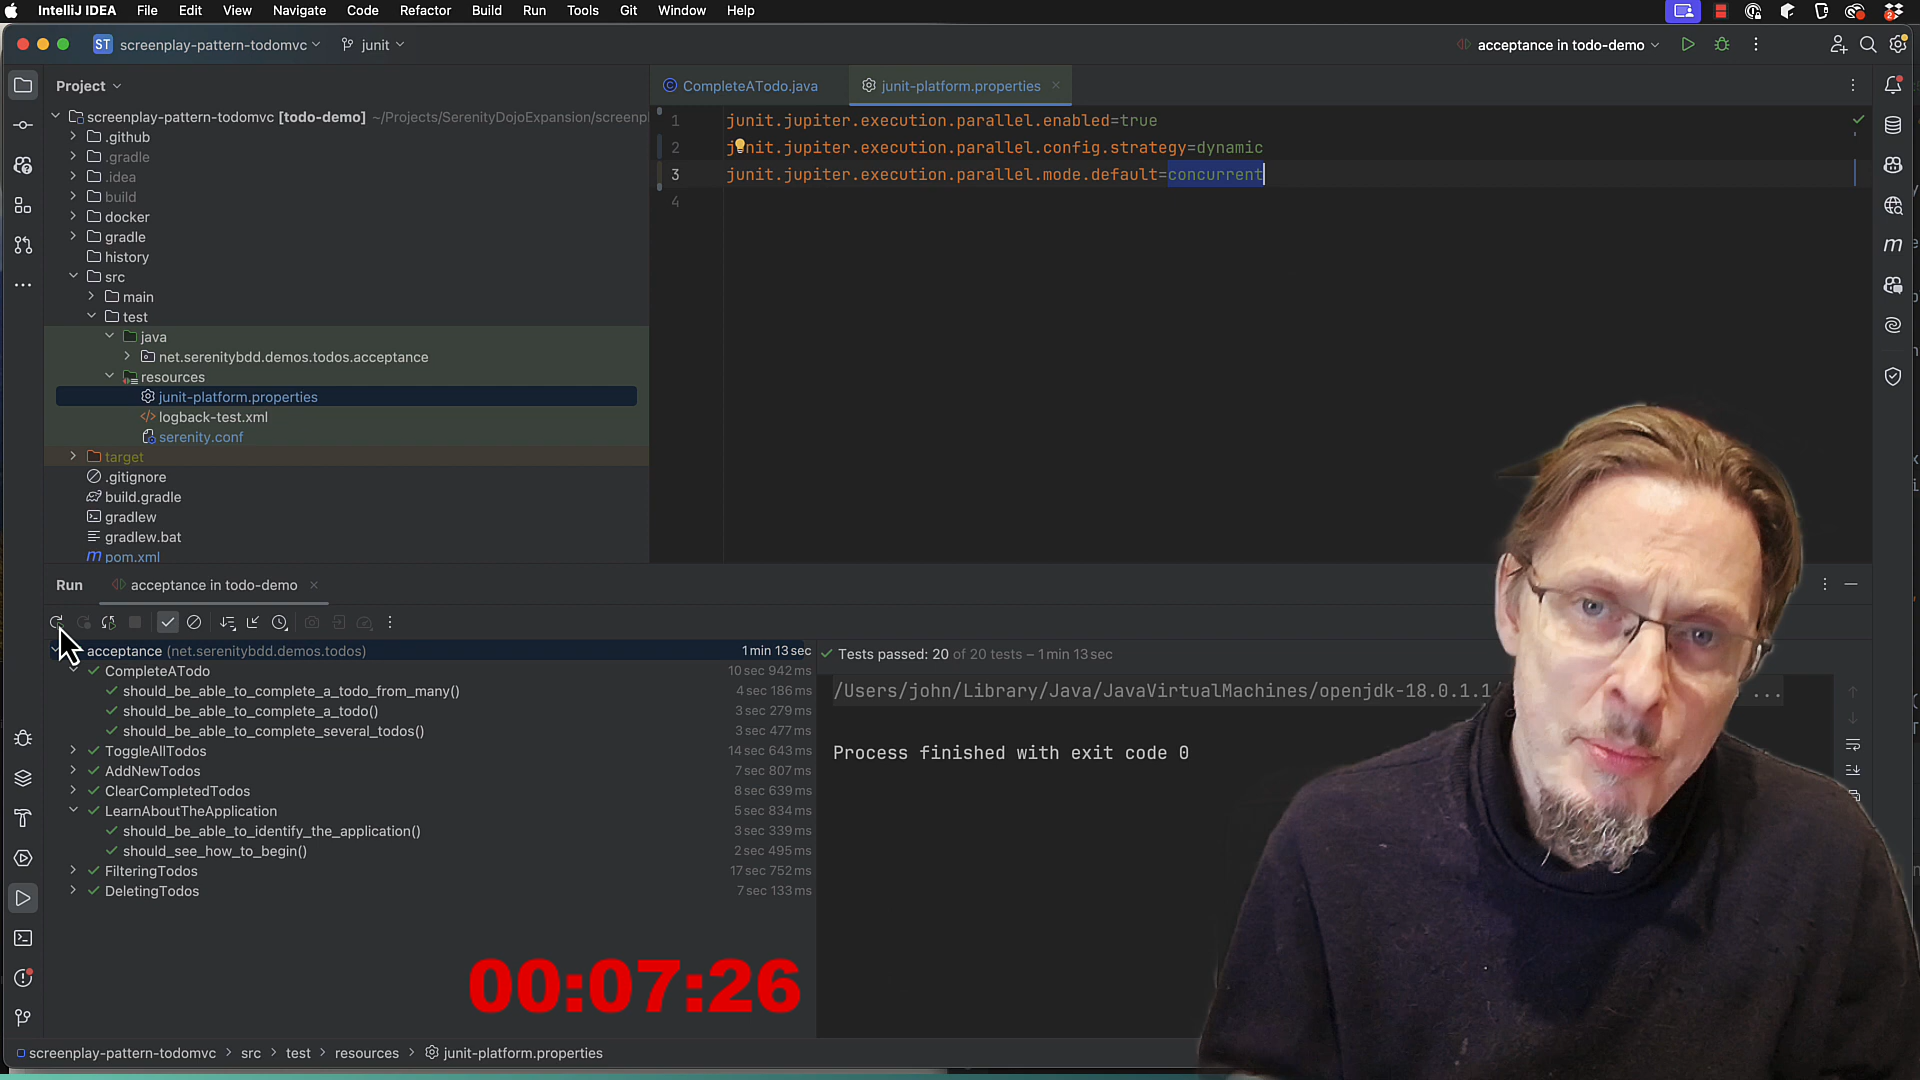 IntelliJ IDEA File Edit View Navigate Code Refactor Build Run Tools Git Window Help
ST screenplay-pattern-todomvc junit acceptance in todo-demo
Project
CompleteATodo.java junit-platform.properties
screenplay-pattern-todomvc [todo-demo] ~/Projects/SerenityDojoExpansion/screenpl
.github
.gradle
.idea
build
docker
gradle
history
src
main
test
java
net.serenitybdd.demos.todos.acceptance
resources
junit-platform.properties
logback-test.xml
serenity.conf
target
.gitignore
build.gradle
gradlew
gradlew.bat
pom.xml
1 junit.jupiter.execution.parallel.enabled=true
2 junit.jupiter.execution.parallel.config.strategy=dynamic
3 junit.jupiter.execution.parallel.mode.default=concurrent
4
Run acceptance in todo-demo
acceptance (net.serenitybdd.demos.todos) 1 min 13 sec
CompleteATodo 10 sec 942 ms
should_be_able_to_complete_a_todo_from_many() 4 sec 186 ms
should_be_able_to_complete_a_todo() 3 sec 279 ms
should_be_able_to_complete_several_todos() 3 sec 477 ms
ToggleAllTodos 14 sec 643 ms
AddNewTodos 7 sec 807 ms
ClearCompletedTodos 8 sec 639 ms
LearnAboutTheApplication 5 sec 834 ms
should_be_able_to_identify_the_application() 3 sec 339 ms
should_see_how_to_begin() 2 sec 495 ms
FilteringTodos 17 sec 752 ms
DeletingTodos 7 sec 133 ms
Tests passed: 20 of 20 tests – 1 min 13 sec
/Users/john/Library/Java/JavaVirtualMachines/openjdk-18.0.1.1/ ...
Process finished with exit code 0
00:07:26
screenplay-pattern-todomvc > src > test > resources > junit-platform.properties